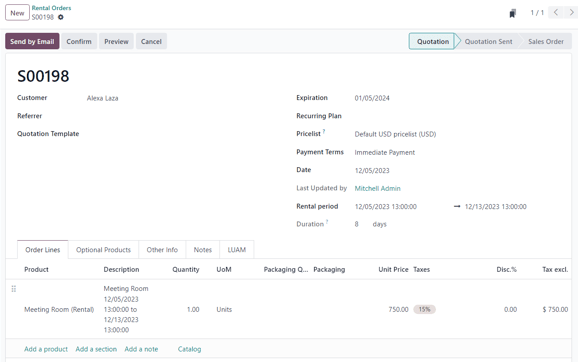 New
Rental Orders
S00198
1 / 1
Send by Email Confirm Preview Cancel
Quotation Quotation Sent Sales Order
S00198
Customer Alexa Laza
Referrer
Quotation Template
Expiration 01/05/2024
Recurring Plan
Pricelist ? Default USD pricelist (USD)
Payment Terms Immediate Payment
Date 12/05/2023
Last Updated by Mitchell Admin
Rental period 12/05/2023 13:00:00 → 12/13/2023 13:00:00
Duration ? 8 days
Order Lines Optional Products Other Info Notes LUAM
Product Description Quantity UoM Packaging Q... Packaging Unit Price Taxes Disc.% Tax excl.
Meeting Room (Rental)
Meeting Room
12/05/2023
13:00:00 to
12/13/2023
13:00:00
1.00 Units 750.00 15% 0.00 $ 750.00
Add a product Add a section Add a note Catalog